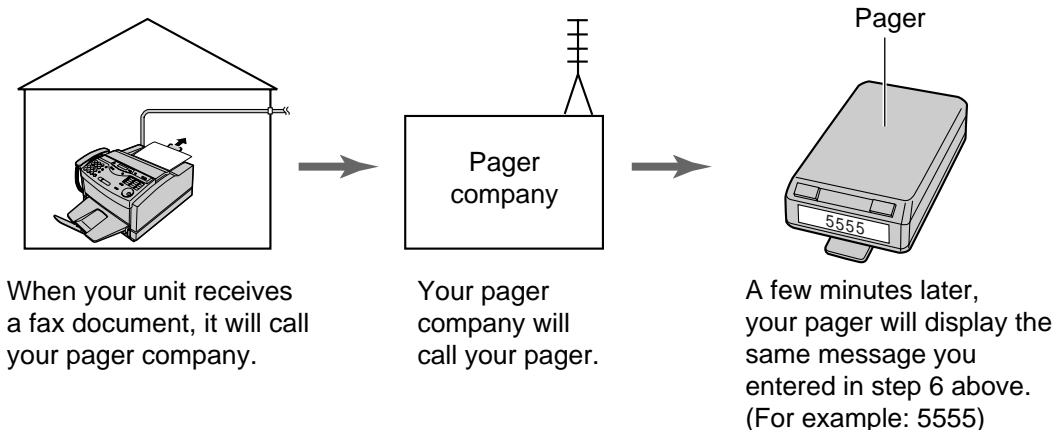 Pager
Pager
company
5555
When your unit receives
a fax document, it will call
your pager company.
Your pager
company will
call your pager.
A few minutes later,
your pager will display the
same message you
entered in step 6 above.
(For example: 5555)